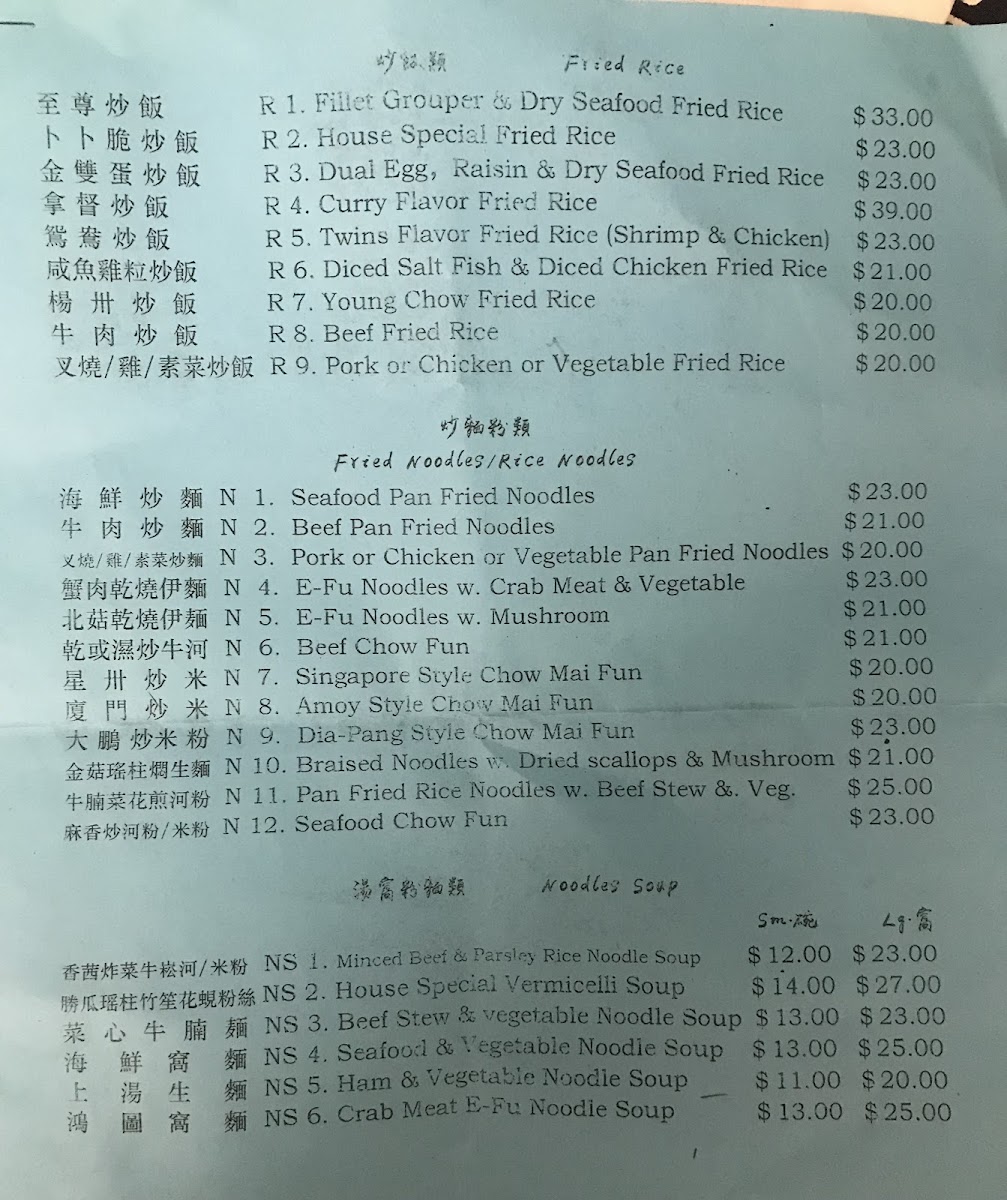 炒飯類 Fried Rice
至尊炒飯 R 1. Fillet Grouper & Dry Seafood Fried Rice $33.00
卜卜脆炒飯 R 2. House Special Fried Rice $23.00
金雙蛋炒飯 R 3. Dual Egg, Raisin & Dry Seafood Fried Rice $23.00
拿督炒飯 R 4. Curry Flavor Fried Rice $39.00
鴛鴦炒飯 R 5. Twins Flavor Fried Rice (Shrimp & Chicken) $23.00
咸魚雞粒炒飯 R 6. Diced Salt Fish & Diced Chicken Fried Rice $21.00
楊卅炒飯 R 7. Young Chow Fried Rice $20.00
牛肉炒飯 R 8. Beef Fried Rice $20.00
叉燒/雞/素菜炒飯 R 9. Pork or Chicken or Vegetable Fried Rice $20.00
炒麵粉類
Fried Noodles/Rice Noodles
海鮮炒麵 N 1. Seafood Pan Fried Noodles $23.00
牛肉炒麵 N 2. Beef Pan Fried Noodles $21.00
叉燒/雞/素菜炒麵 N 3. Pork or Chicken or Vegetable Pan Fried Noodles $20.00
蟹肉乾燒伊麵 N 4. E-Fu Noodles w. Crab Meat & Vegetable $23.00
北菇乾燒伊麵 N 5. E-Fu Noodles w. Mushroom $21.00
乾或濕炒牛河 N 6. Beef Chow Fun $21.00
星卅炒米 N 7. Singapore Style Chow Mai Fun $20.00
廈門炒米 N 8. Amoy Style Chow Mai Fun $20.00
大鵬炒米粉 N 9. Dia-Pang Style Chow Mai Fun $23.00
金菇瑤柱燜生麵 N 10. Braised Noodles w. Dried scallops & Mushroom $21.00
牛腩菜花煎河粉 N 11. Pan Fried Rice Noodles w. Beef Stew &. Veg. $25.00
麻香炒河粉/米粉 N 12. Seafood Chow Fun $23.00
湯窩粉麵類 Noodles Soup
Sm.碗 Lg.窩
香茜炸菜牛崧河/米粉 NS 1. Minced Beef & Parsley Rice Noodle Soup $12.00 $23.00
勝瓜瑶柱竹笙花蜆粉絲 NS 2. House Special Vermicelli Soup $14.00 $27.00
菜心牛腩麵 NS 3. Beef Stew & vegetable Noodle Soup $13.00 $23.00
海鮮窩麵 NS 4. Seafood & Vegetable Noodle Soup $13.00 $25.00
上湯生麵 NS 5. Ham & Vegetable Noodle Soup $11.00 $20.00
鴻圖窩麵 NS 6. Crab Meat E-Fu Noodle Soup $13.00 $25.00